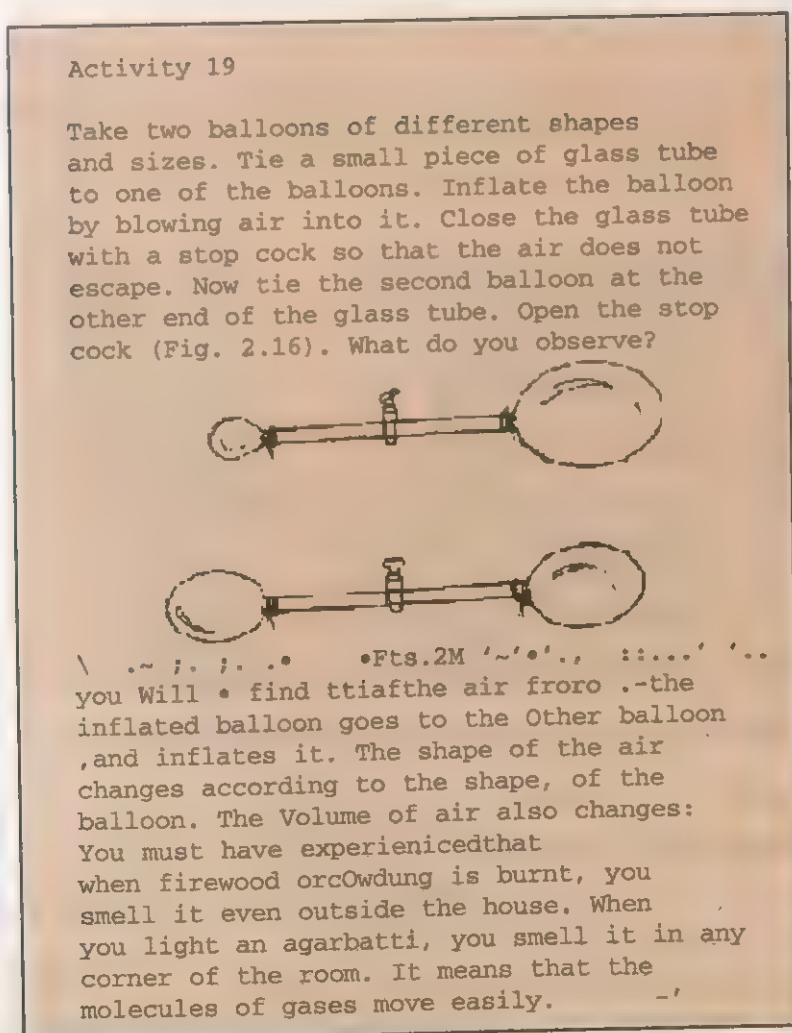 Activity 19
Take two balloons of different shapes
and sizes. Tie a small piece of glass tube
to one of the balloons. Inflate the balloon
by blowing air into it. Close the glass tube
with a stop cock so that the air does not
escape. Now tie the second balloon at the
other end of the glass tube. Open the stop
cock (Fig. 2.16). What do you observe?
\ .~ ;. ;. .• •Fts.2M '~'•'., ::...' '..
you Will • find ttiafthe air froro .-the
inflated balloon goes to the Other balloon
,and inflates it. The shape of the air
changes according to the shape, of the
balloon. The Volume of air also changes:
You must have experienicedthat
when firewood orcOwdung is burnt, you
smell it even outside the house. When
you light an agarbatti, you smell it in any
corner of the room. It means that the
molecules of gases move easily. -'